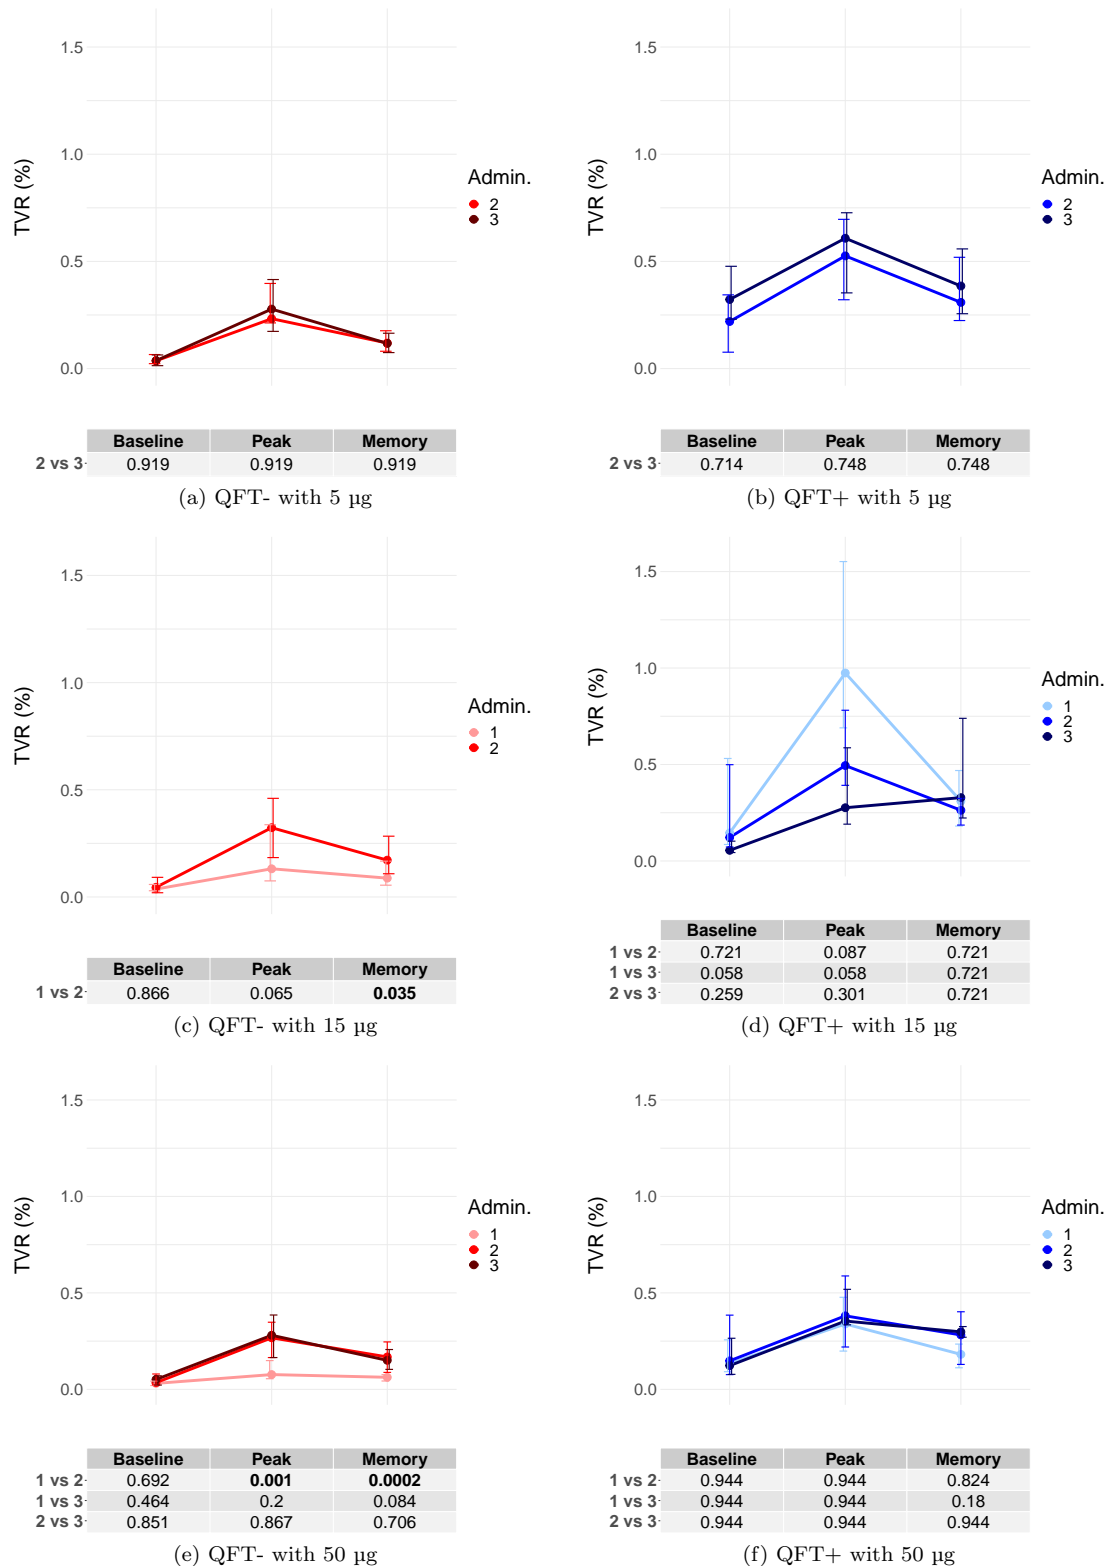 1.5
1.0
0.5
0.0
TVR (%)
Admin.
2
3
Baseline Peak Memory
2 vs 3 0.919 0.919 0.919
(a) QFT- with 5 µg
1.5
1.0
0.5
0.0
TVR (%)
Admin.
2
3
Baseline Peak Memory
2 vs 3 0.714 0.748 0.748
(b) QFT+ with 5 µg
1.5
1.0
0.5
0.0
TVR (%)
Admin.
1
2
Baseline Peak Memory
1 vs 2 0.866 0.065 0.035
(c) QFT- with 15 µg
1.5
1.0
0.5
0.0
TVR (%)
Admin.
1
2
3
Baseline Peak Memory
1 vs 2 0.721 0.087 0.721
1 vs 3 0.058 0.058 0.721
2 vs 3 0.259 0.301 0.721
(d) QFT+ with 15 µg
1.5
1.0
0.5
0.0
TVR (%)
Admin.
1
2
3
Baseline Peak Memory
1 vs 2 0.692 0.001 0.0002
1 vs 3 0.464 0.2 0.084
2 vs 3 0.851 0.867 0.706
(e) QFT- with 50 µg
1.5
1.0
0.5
0.0
TVR (%)
Admin.
1
2
3
Baseline Peak Memory
1 vs 2 0.944 0.944 0.824
1 vs 3 0.944 0.944 0.18
2 vs 3 0.944 0.944 0.944
(f) QFT+ with 50 µg